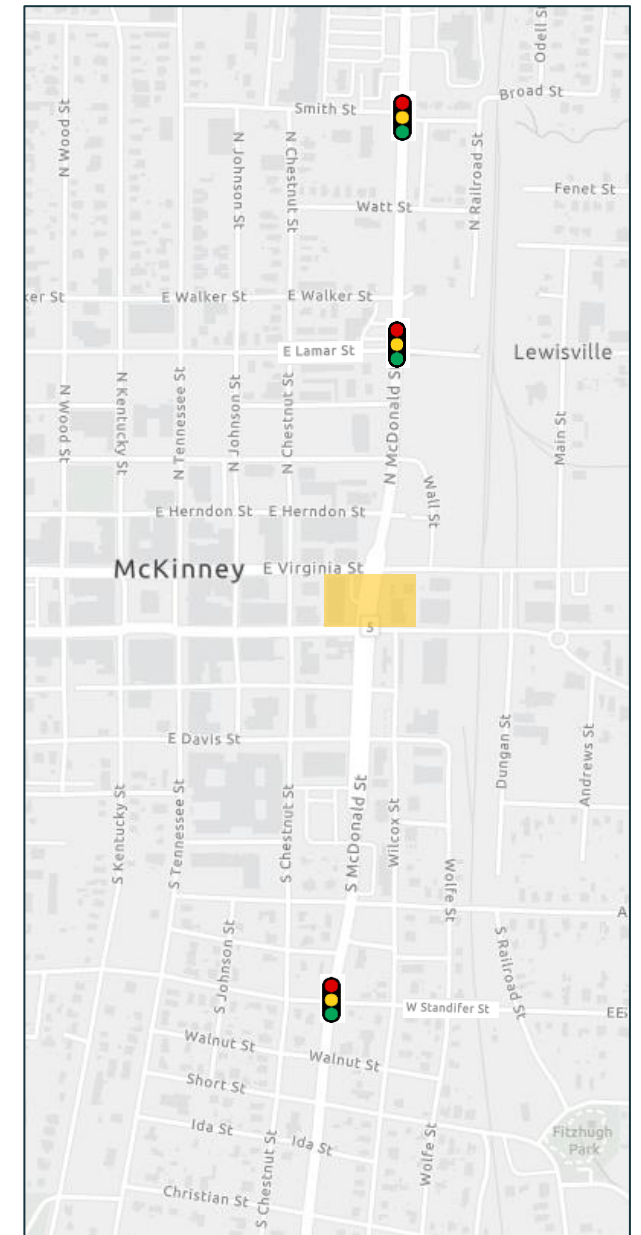 Odell S
Broad St
Smith St
N Wood St
N Johnson St
N Chestnut St
N Railroad St
Fenet St
Watt St
ker St
E Walker St
E Walker St
E Lamar St
Lewisville
N Wood St
N Kentucky St
N Tennessee St
N Johnson St
N Chestnut St
N McDonald S
Main St
Wall St
E Herndon St
E Herndon St
McKinney
E Virginia St
5
E Davis St
Dungan St
Andrews St
S Kentucky St
S Tennessee St
S Chestnut St
S McDonald St
Wilcox St
Wolfe St
A
S Johnson St
S Railroad St
W Standifer St
EE
Walnut St
Walnut St
Short St
Ida St
Ida St
Wolfe St
Fitzhugh
Park
S Chestnut St
Christian St